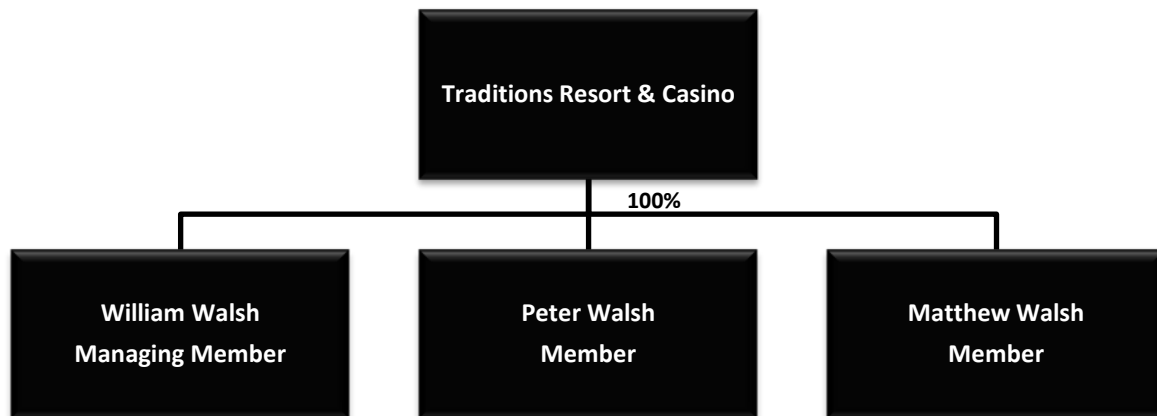 Traditions Resort & Casino
100%
William Walsh
Managing Member
Peter Walsh
Member
Matthew Walsh
Member